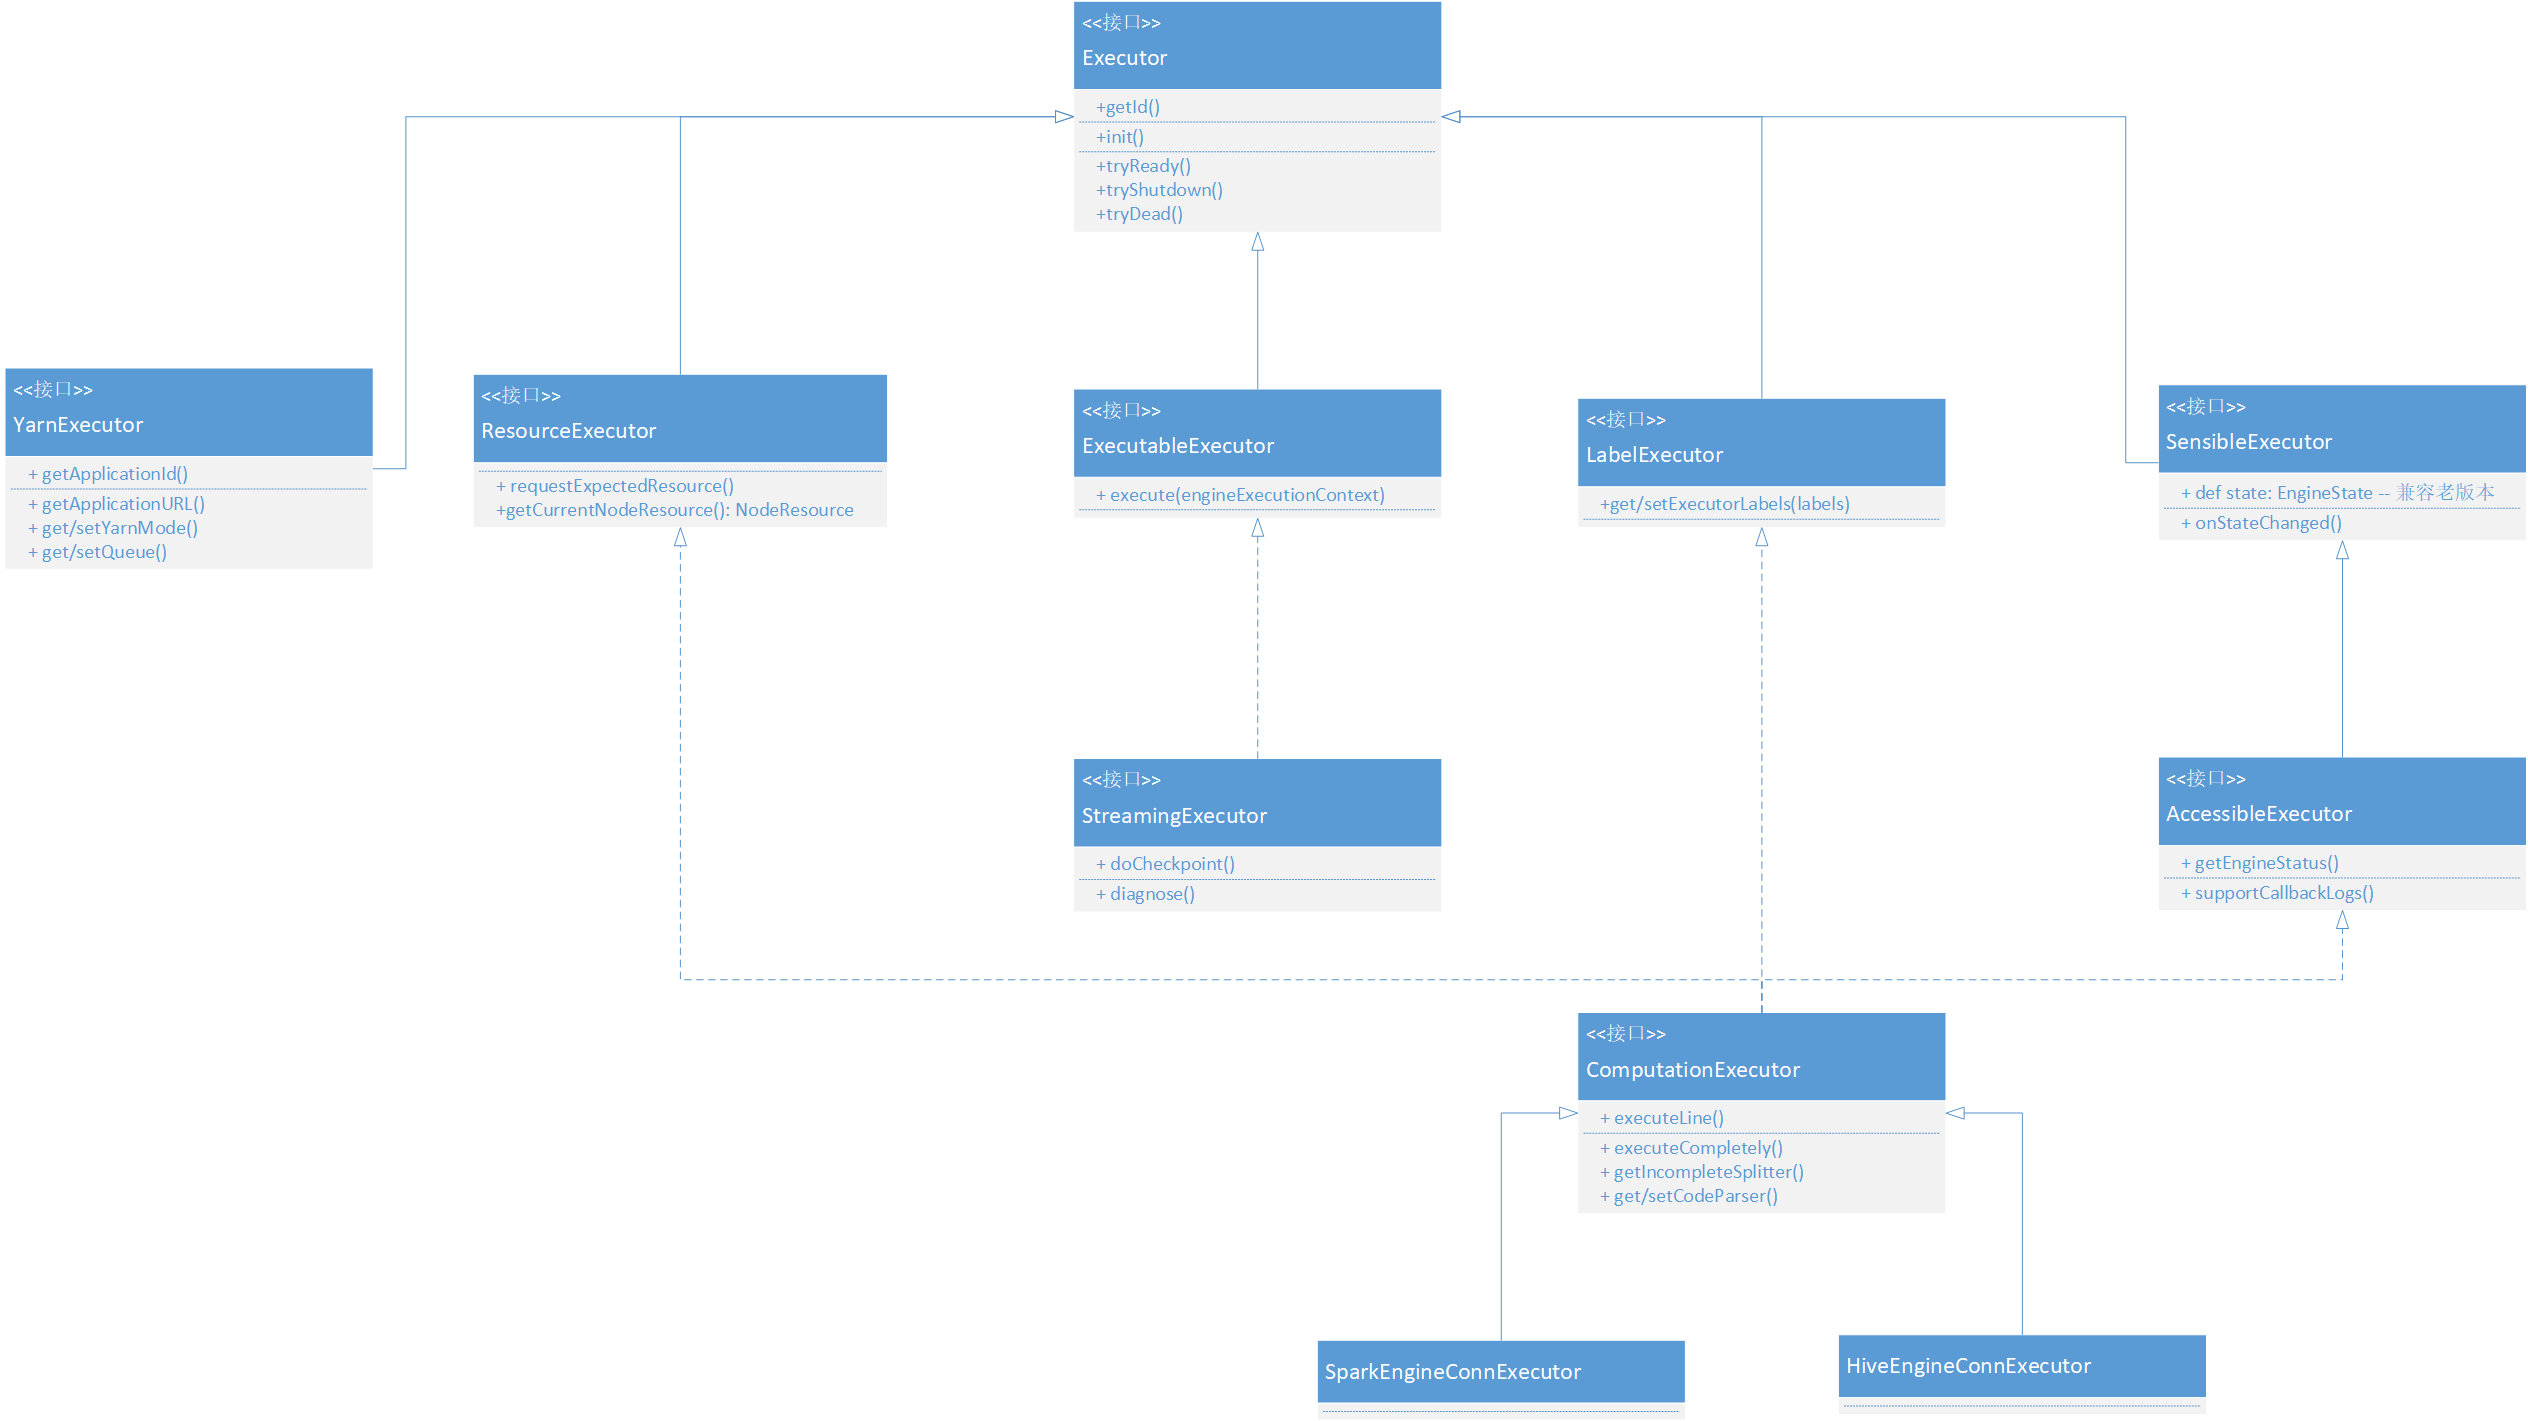 <<接口>>
Executor
+getId()
+init()
+tryReady()
+tryShutdown()
+tryDead()
<<接口>>
YarnExecutor
+ getApplicationId()
+ getApplicationURL()
+ get/setYarnMode()
+ get/setQueue()
<<接口>>
ResourceExecutor
+ requestExpectedResource()
+getCurrentNodeResource(): NodeResource
<<接口>>
ExecutableExecutor
+ execute(engineExecutionContext)
<<接口>>
LabelExecutor
+get/setExecutorLabels(labels)
<<接口>>
SensibleExecutor
+ def state: EngineState -- 兼容老版本
+ onStateChanged()
<<接口>>
StreamingExecutor
+ doCheckpoint()
+ diagnose()
<<接口>>
AccessibleExecutor
+ getEngineStatus()
+ supportCallbackLogs()
<<接口>>
ComputationExecutor
+ executeLine()
+ executeCompletely()
+ getIncompleteSplitter()
+ get/setCodeParser()
SparkEngineConnExecutor
HiveEngineConnExecutor